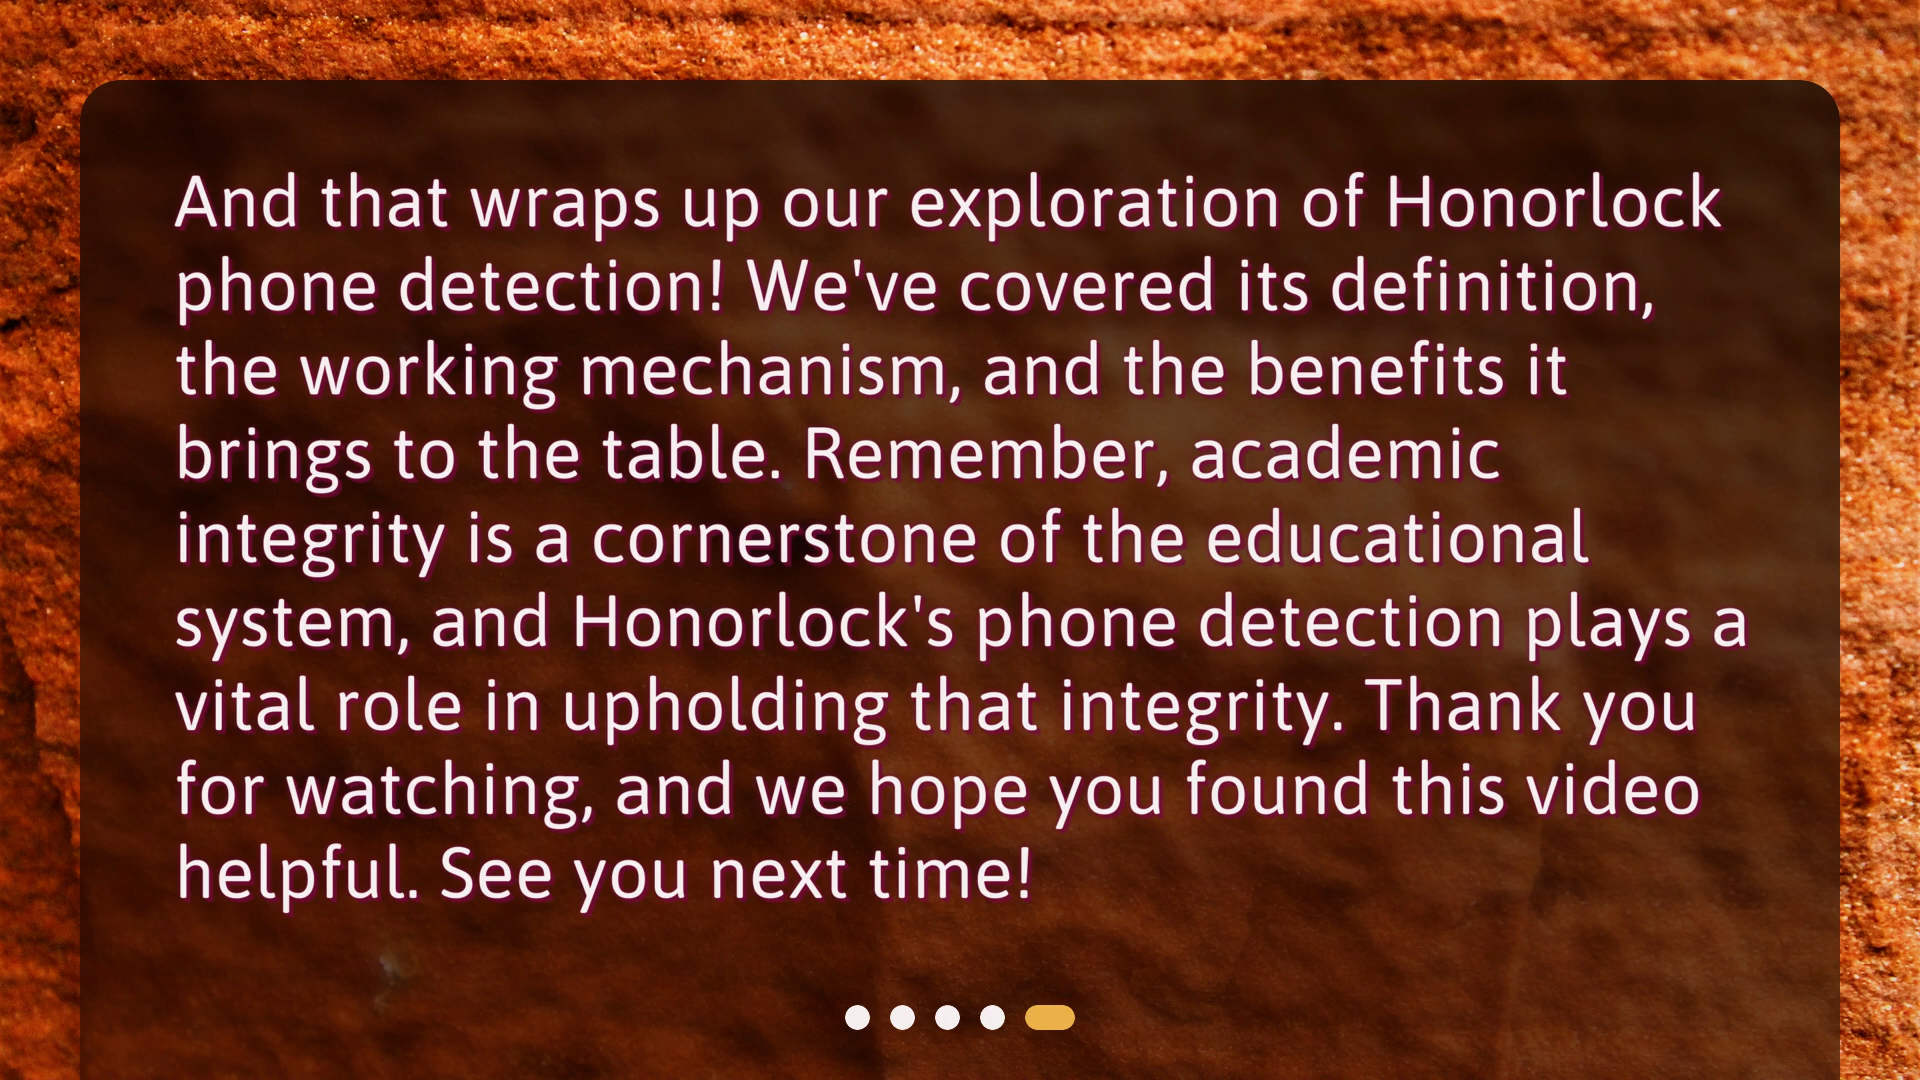 And that wraps up our exploration of Honorlock
phone detection! We've covered its definition,
the working mechanism, and the benefits it
brings to the table. Remember, academic
integrity is a cornerstone of the educational
system, and Honorlock's phone detection plays a
vital role in upholding that integrity. Thank you
for watching, and we hope you found this video
helpful. See you next time!